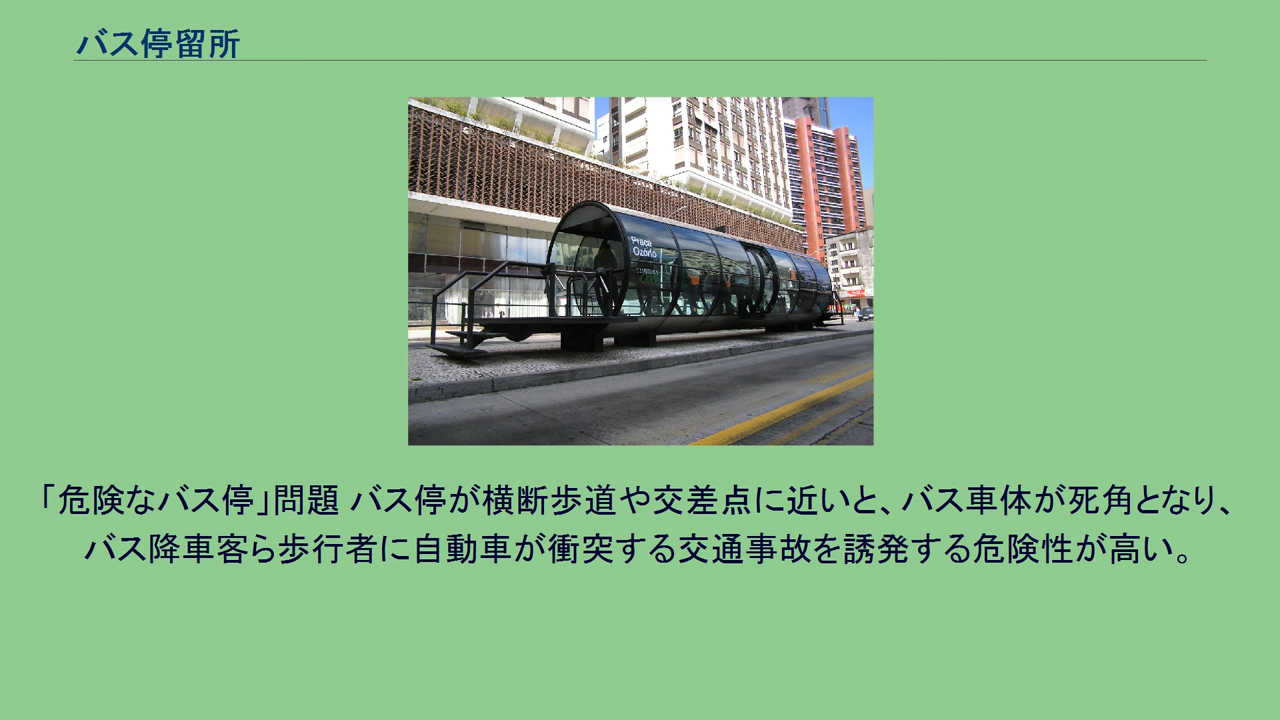 バス停留所
Praça
Ozório
「危険なバス停」問題 バス停が横断歩道や交差点に近いと、バス車体が死角となり、
バス降車客ら歩行者に自動車が衝突する交通事故を誘発する危険性が高い。